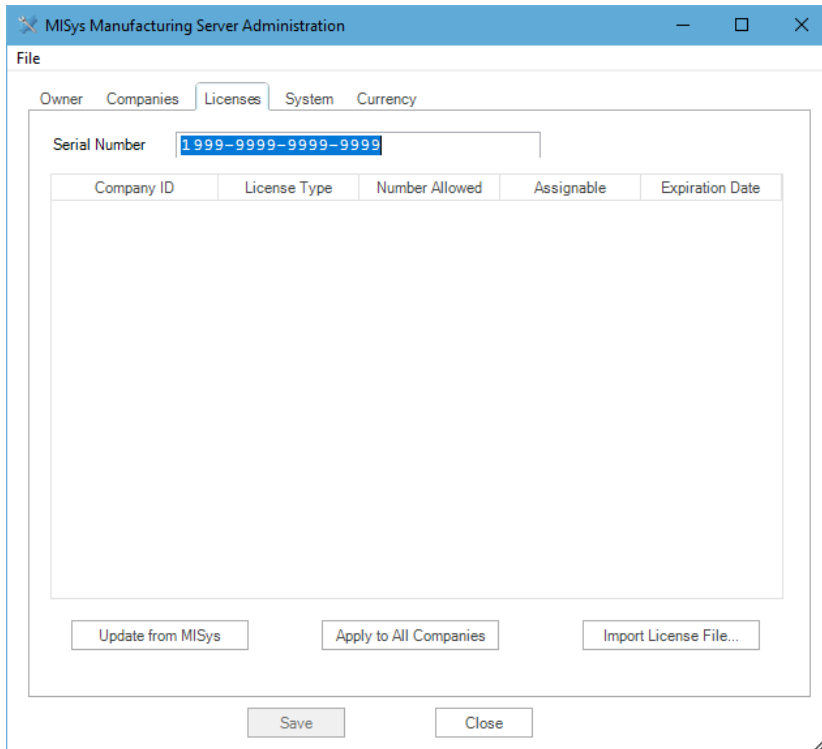 MISys Manufacturing Server Administration
File
Owner Companies Licenses System Currency
Serial Number 1999-9999-9999-9999
Company ID License Type Number Allowed Assignable Expiration Date
Update from MISys Apply to All Companies Import License File...
Save Close